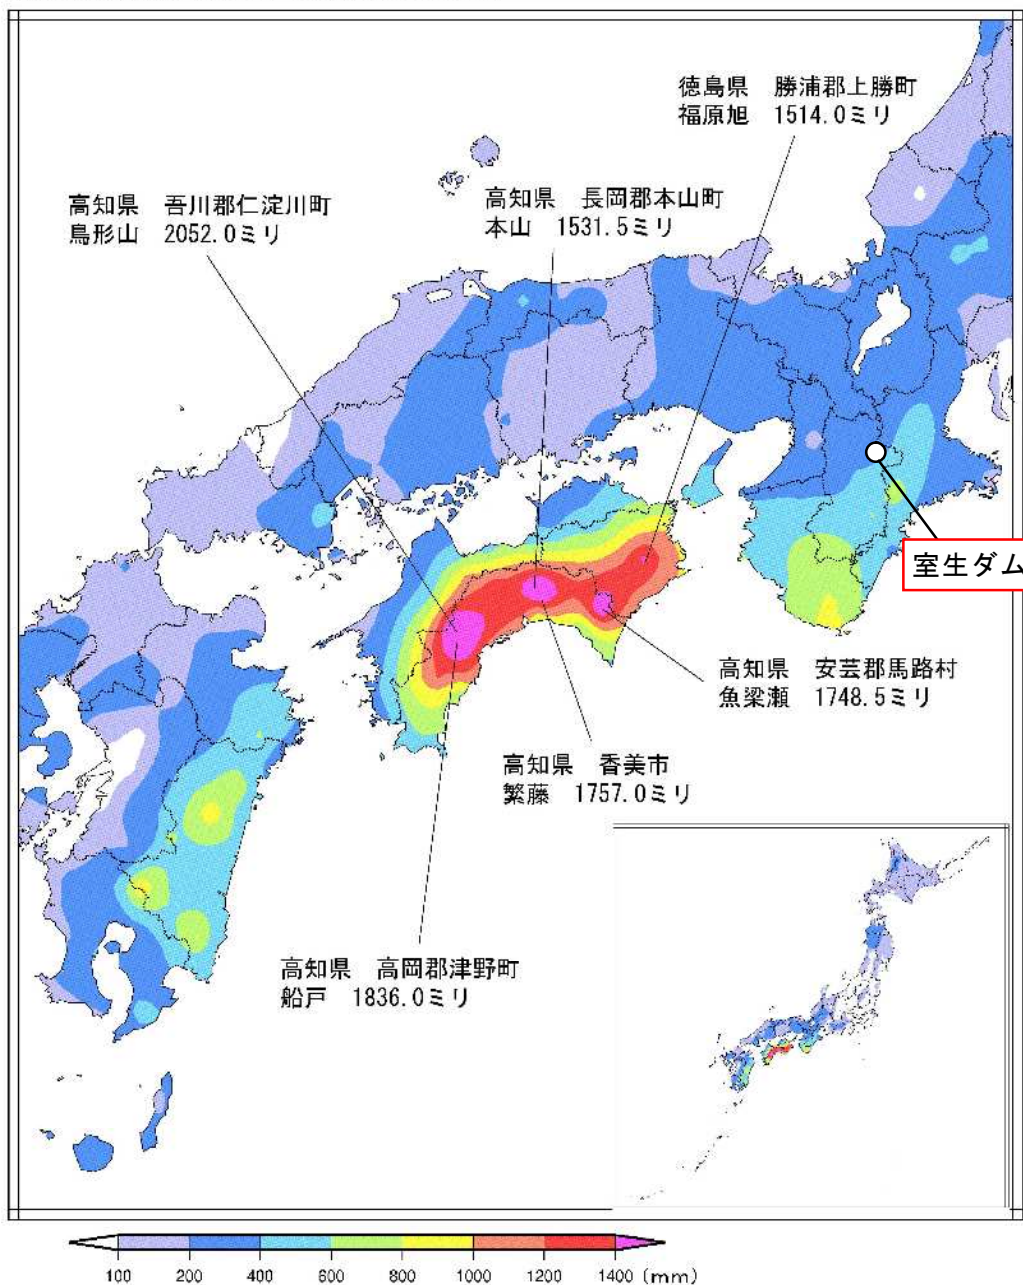 徳島県　勝浦郡上勝町
福原旭　1514.0ミリ
高知県　長岡郡本山町
本山　1531.5ミリ
高知県　吾川郡仁淀川町
鳥形山　2052.0ミリ
室生ダム
高知県　安芸郡馬路村
魚梁瀬　1748.5ミリ
高知県　香美市
繁藤　1757.0ミリ
高知県　高岡郡津野町
船戸　1836.0ミリ
100 200 400 600 800 1000 1200 1400 (mm)